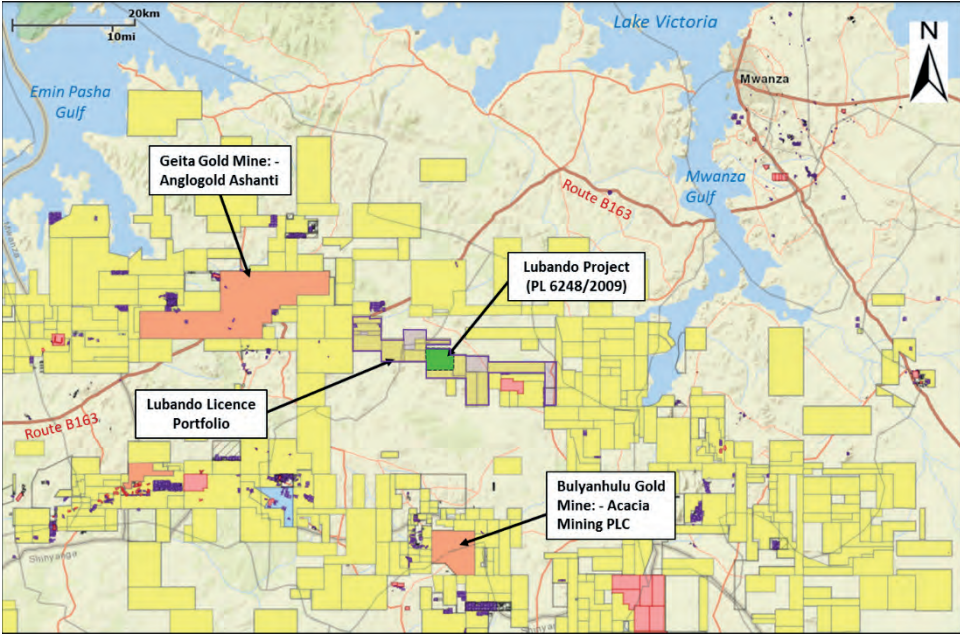 20km
10mi
Lake Victoria
N
Mwanza
Emin Pasha
Gulf
Geita Gold Mine: -
Anglogold Ashanti
Mwanza
Gulf
Route B163
Lubando Project
(PL 6248/2009)
Mwanza
Lubando Licence
Portfolio
Route B163
Bulyanhulu Gold
Mine: - Acacia
Mining PLC
Shinyanga